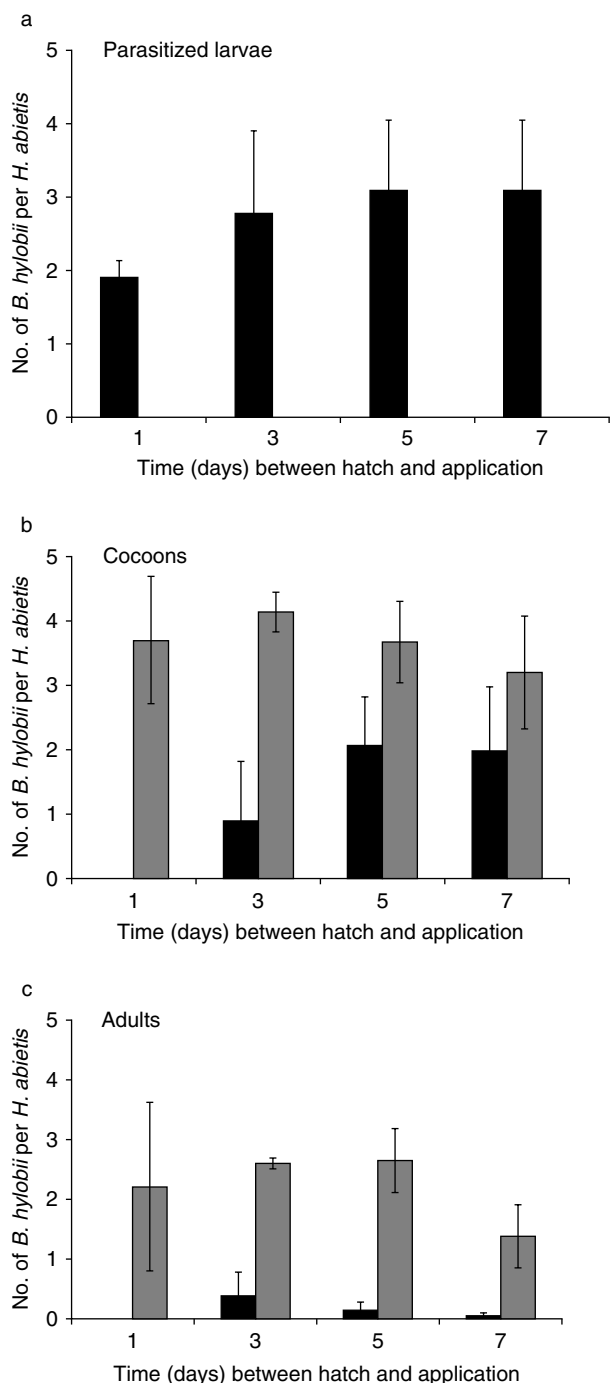 a
Parasitized larvae
5
4
3
2
1
0
No. of B. hylobii per H. abietis
1 3 5 7
Time (days) between hatch and application
b
Cocoons
5
4
3
2
1
0
No. of B. hylobii per H. abietis
1 3 5 7
Time (days) between hatch and application
c
Adults
5
4
3
2
1
0
No. of B. hylobii per H. abietis
1 3 5 7
Time (days) between hatch and application